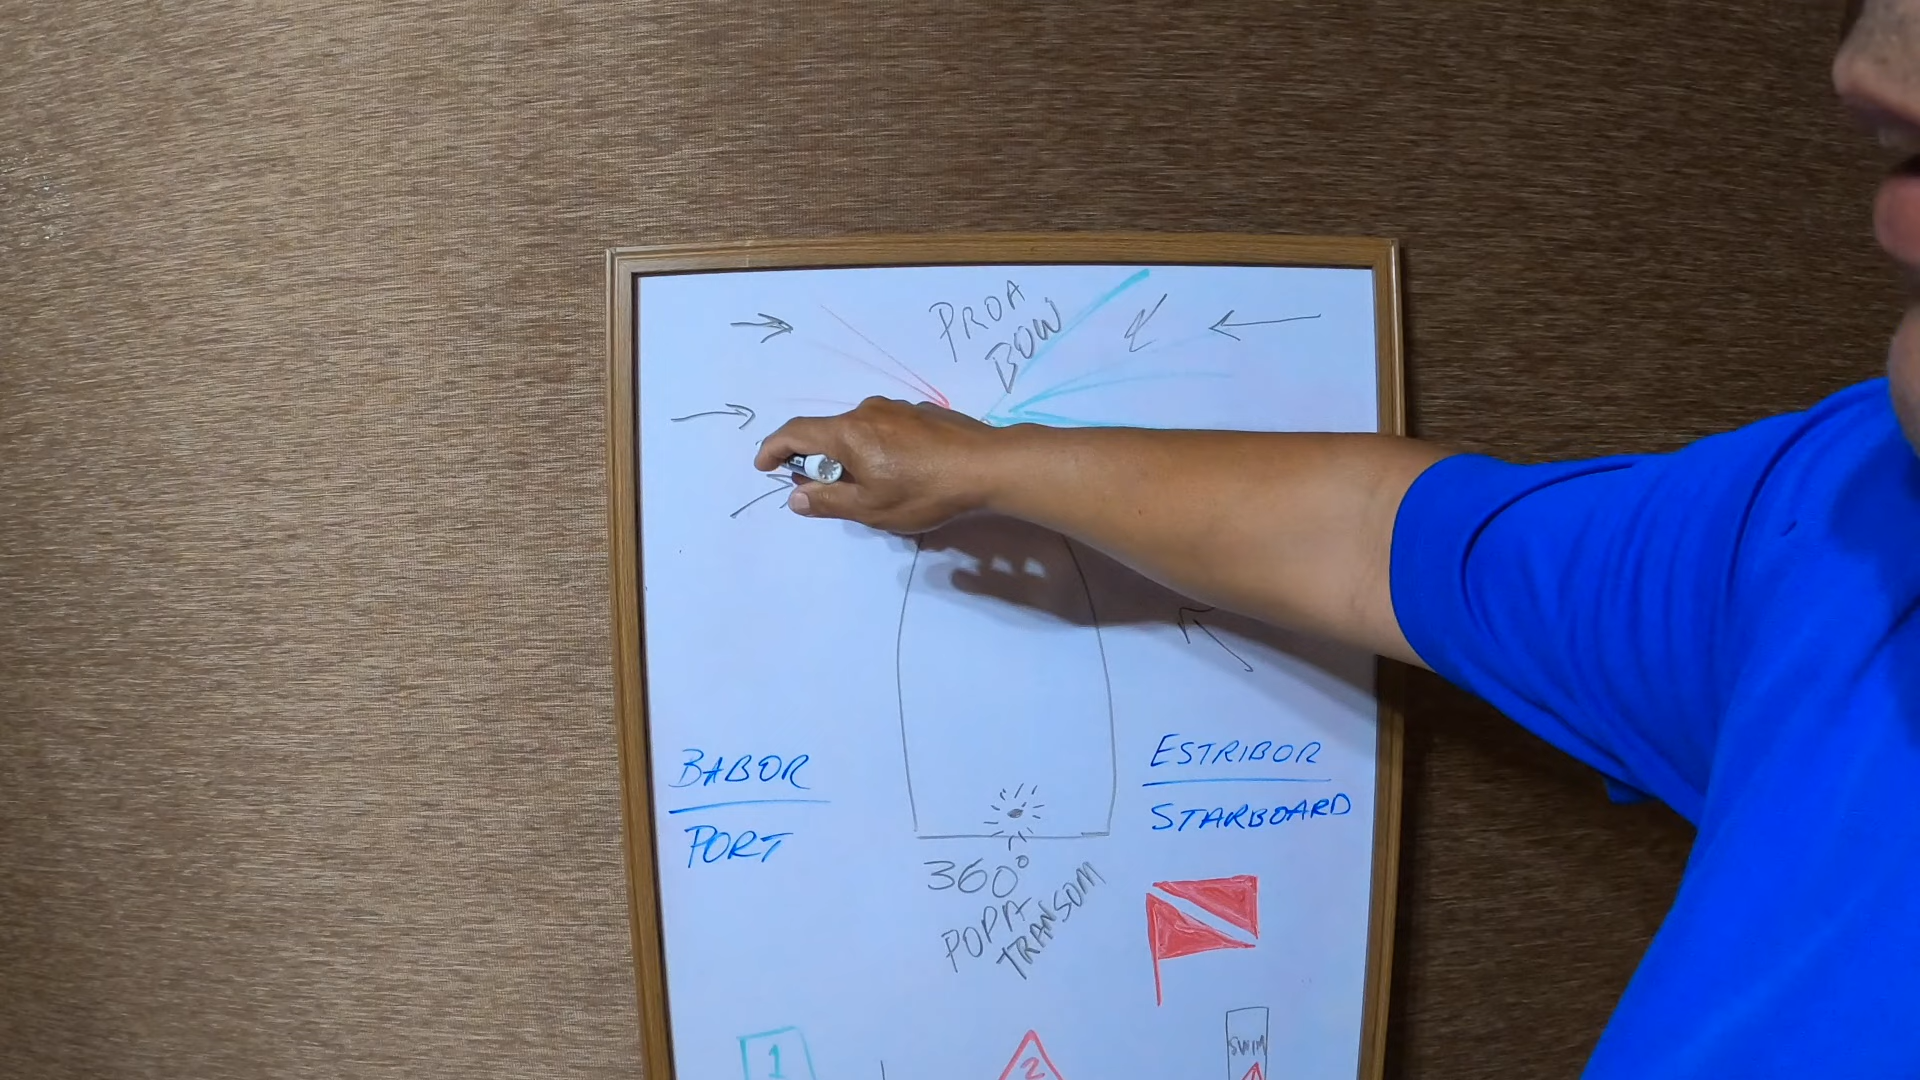 PROA
BOW
BABOR
PORT
ESTRIBOR
STARBOARD
360°
POPA
TRANSOM
1
2
SWIM